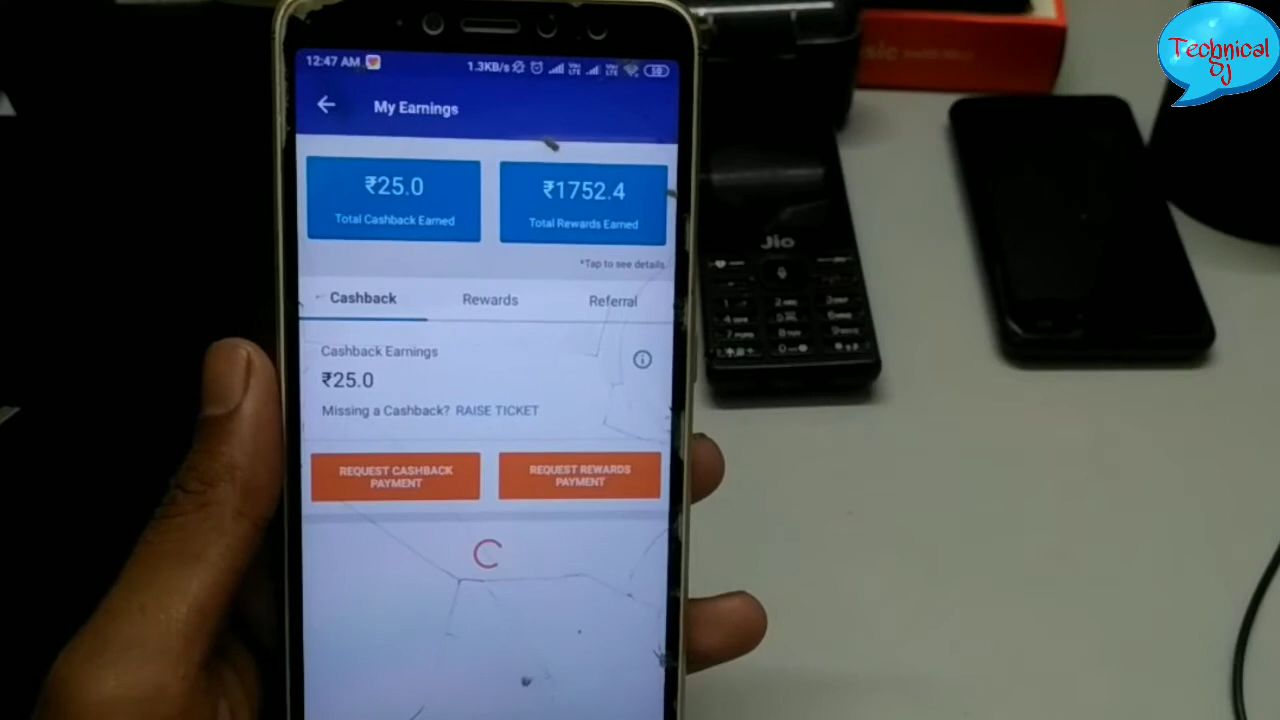 Technical
Sj
12:47 AM
1.3KB/s
My Earnings
₹25.0
Total Cashback Earned
₹1752.4
Total Rewards Earned
*Tap to see details.
Cashback
Rewards
Referral
Cashback Earnings
₹25.0
Missing a Cashback? RAISE TICKET
REQUEST CASHBACK
PAYMENT
REQUEST REWARDS
PAYMENT
Jio